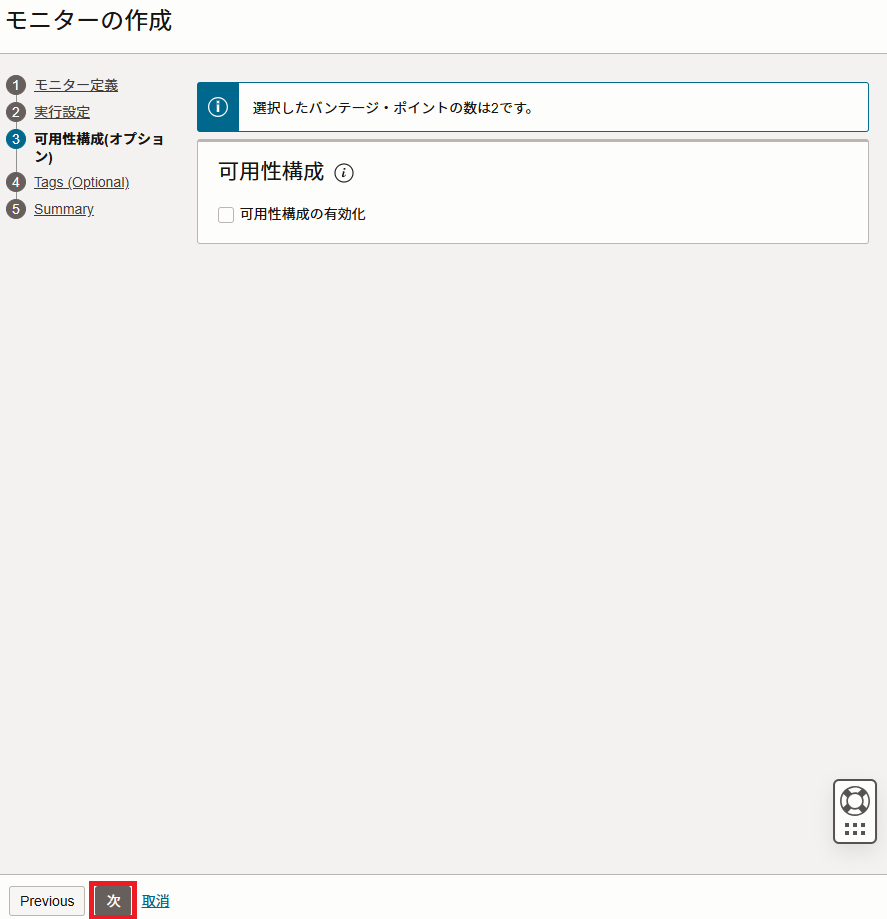 モニターの作成
1 モニター定義
2 実行設定
3 可用性構成(オプション)
4 Tags (Optional)
5 Summary
選択したバンテージ・ポイントの数は2です。
可用性構成
可用性構成の有効化
Previous 次 取消